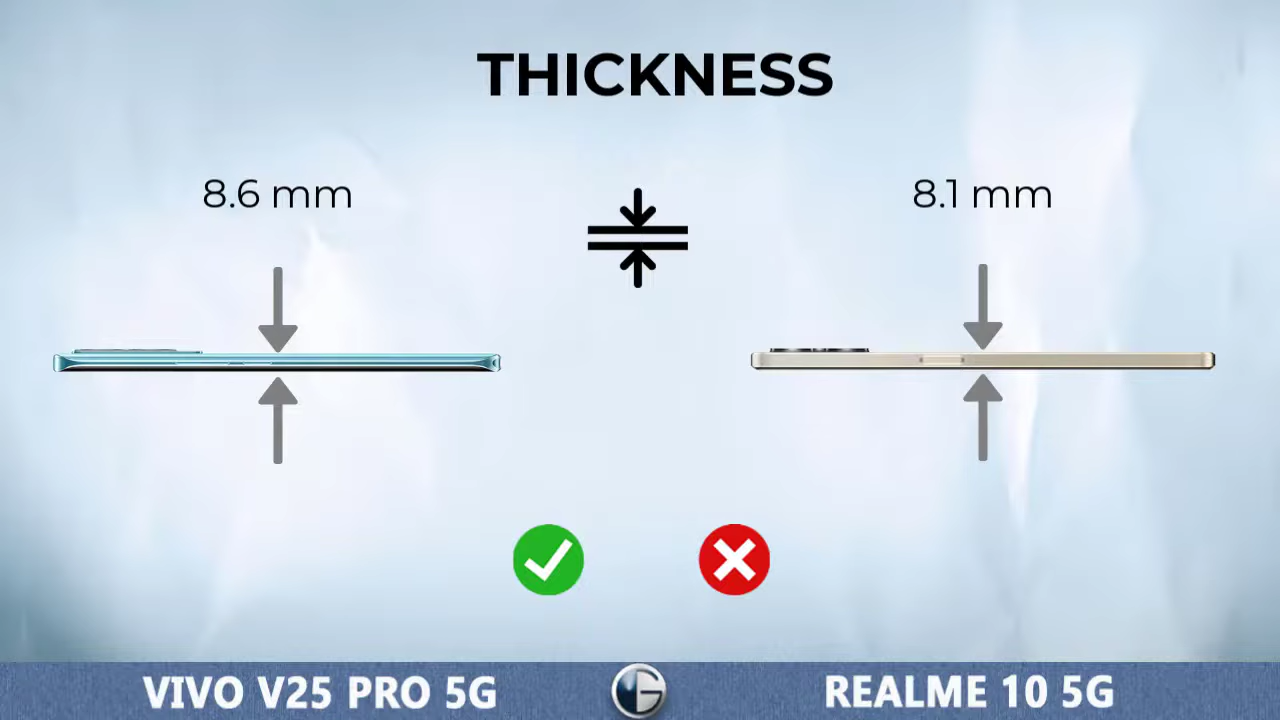 THICKNESS
8.6 mm
8.1 mm
VIVO V25 PRO 5G
G
REALME 10 5G